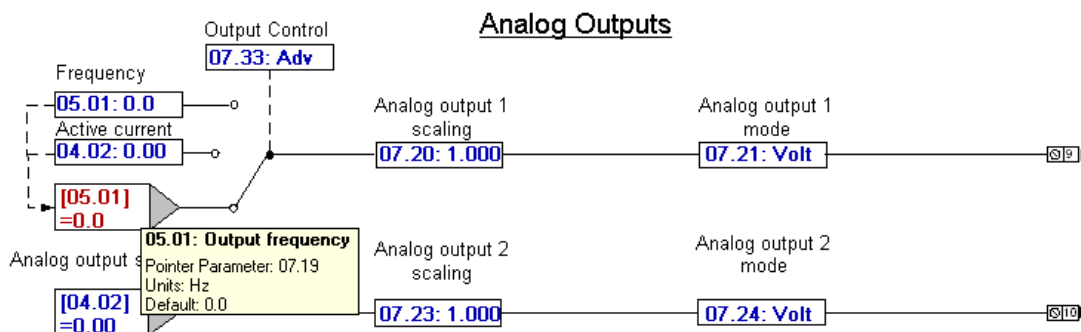 Analog Outputs
Output Control
07.33: Adv
Frequency
05.01: 0.0
Active current
04.02: 0.00
[05.01]
=0.0
Analog output 1
scaling
07.20: 1.000
Analog output 1
mode
07.21: Volt
9
05.01: Output frequency
Pointer Parameter: 07.19
Units: Hz
Default: 0.0
Analog output s
[04.02]
=0.00
Analog output 2
scaling
07.23: 1.000
Analog output 2
mode
07.24: Volt
10